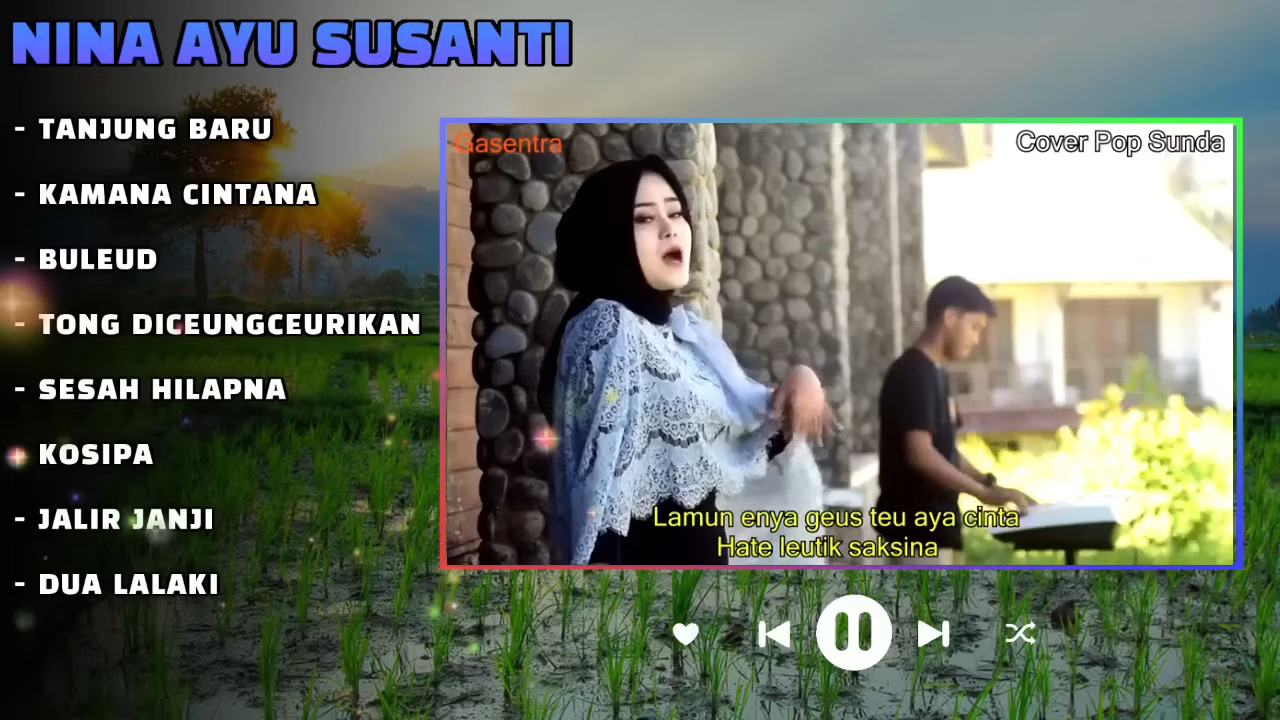 NINA AYU SUSANTI
- TANJUNG BARU
- KAMANA CINTANA
- BULEUD
- TONG DICEUNGCEURIKAN
- SESAH HILAPNA
- KOSIPA
- JALIR JANJI
- DUA LALAKI
Gasentra
Cover Pop Sunda
Lamun enya geus teu aya cinta
Hate leutik saksina